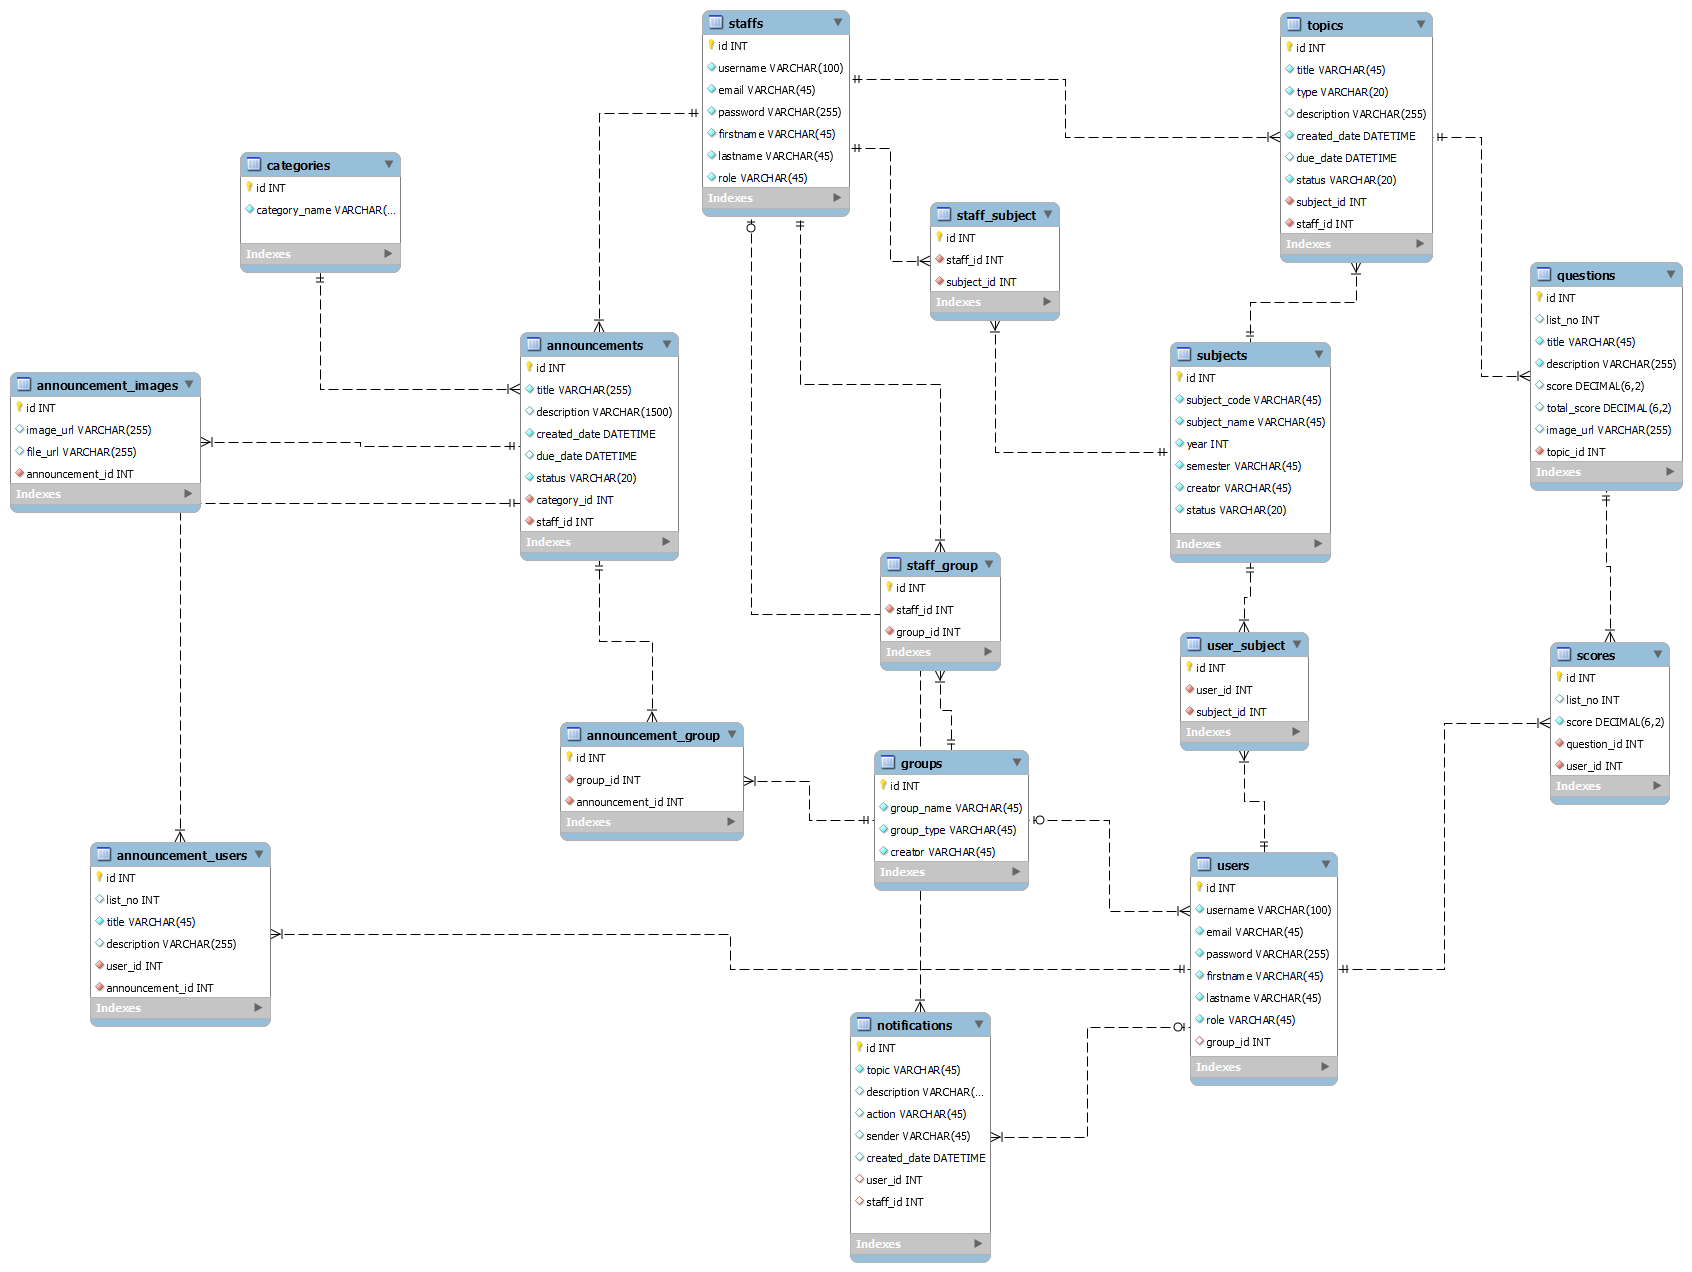 staffs
id INT
username VARCHAR(100)
email VARCHAR(45)
password VARCHAR(255)
firstname VARCHAR(45)
lastname VARCHAR(45)
role VARCHAR(45)
Indexes
topics
id INT
title VARCHAR(45)
type VARCHAR(20)
description VARCHAR(255)
created_date DATETIME
due_date DATETIME
status VARCHAR(20)
subject_id INT
staff_id INT
Indexes
categories
id INT
category_name VARCHAR(...
Indexes
staff_subject
id INT
staff_id INT
subject_id INT
Indexes
questions
id INT
list_no INT
title VARCHAR(45)
description VARCHAR(255)
score DECIMAL(6,2)
total_score DECIMAL(6,2)
image_url VARCHAR(255)
topic_id INT
Indexes
announcements
id INT
title VARCHAR(255)
description VARCHAR(1500)
created_date DATETIME
due_date DATETIME
status VARCHAR(20)
category_id INT
staff_id INT
Indexes
subjects
id INT
subject_code VARCHAR(45)
subject_name VARCHAR(45)
year INT
semester VARCHAR(45)
creator VARCHAR(45)
status VARCHAR(20)
Indexes
announcement_images
id INT
image_url VARCHAR(255)
file_url VARCHAR(255)
announcement_id INT
Indexes
staff_group
id INT
staff_id INT
group_id INT
Indexes
user_subject
id INT
user_id INT
subject_id INT
Indexes
scores
id INT
list_no INT
score DECIMAL(6,2)
question_id INT
user_id INT
Indexes
announcement_group
id INT
group_id INT
announcement_id INT
Indexes
groups
id INT
group_name VARCHAR(45)
group_type VARCHAR(45)
creator VARCHAR(45)
Indexes
announcement_users
id INT
list_no INT
title VARCHAR(45)
description VARCHAR(255)
user_id INT
announcement_id INT
Indexes
users
id INT
username VARCHAR(100)
email VARCHAR(45)
password VARCHAR(255)
firstname VARCHAR(45)
lastname VARCHAR(45)
role VARCHAR(45)
group_id INT
Indexes
notifications
id INT
topic VARCHAR(45)
description VARCHAR(...
action VARCHAR(45)
sender VARCHAR(45)
created_date DATETIME
user_id INT
staff_id INT
Indexes